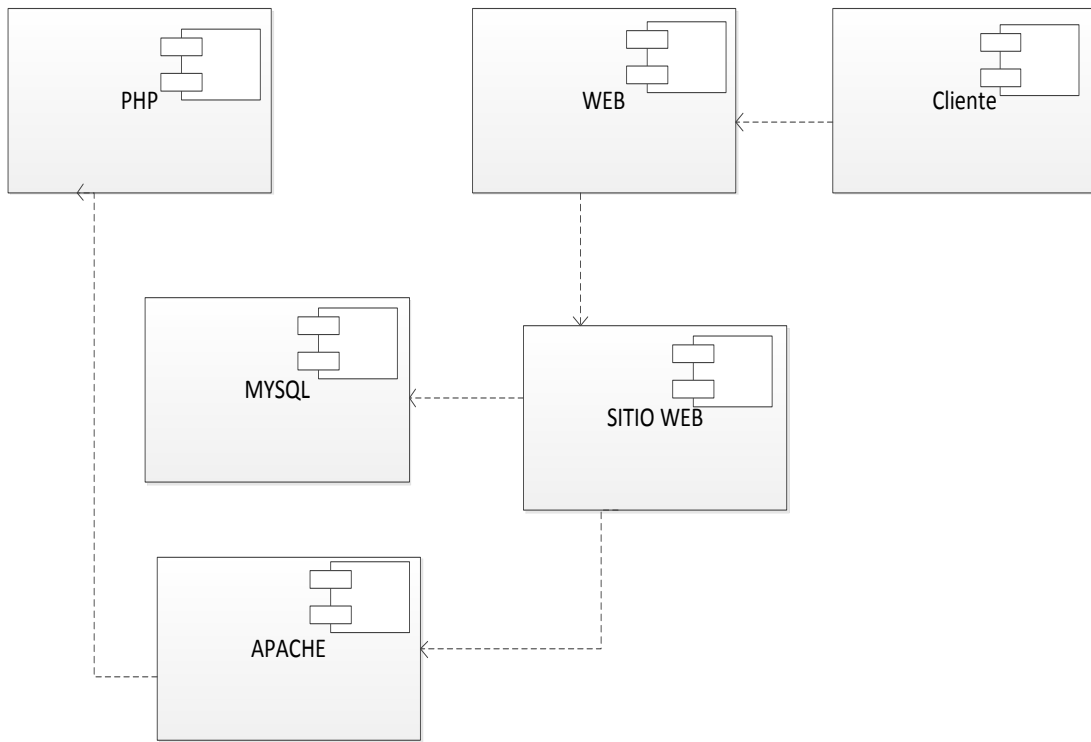 PHP
WEB
Cliente
MYSQL
SITIO WEB
APACHE